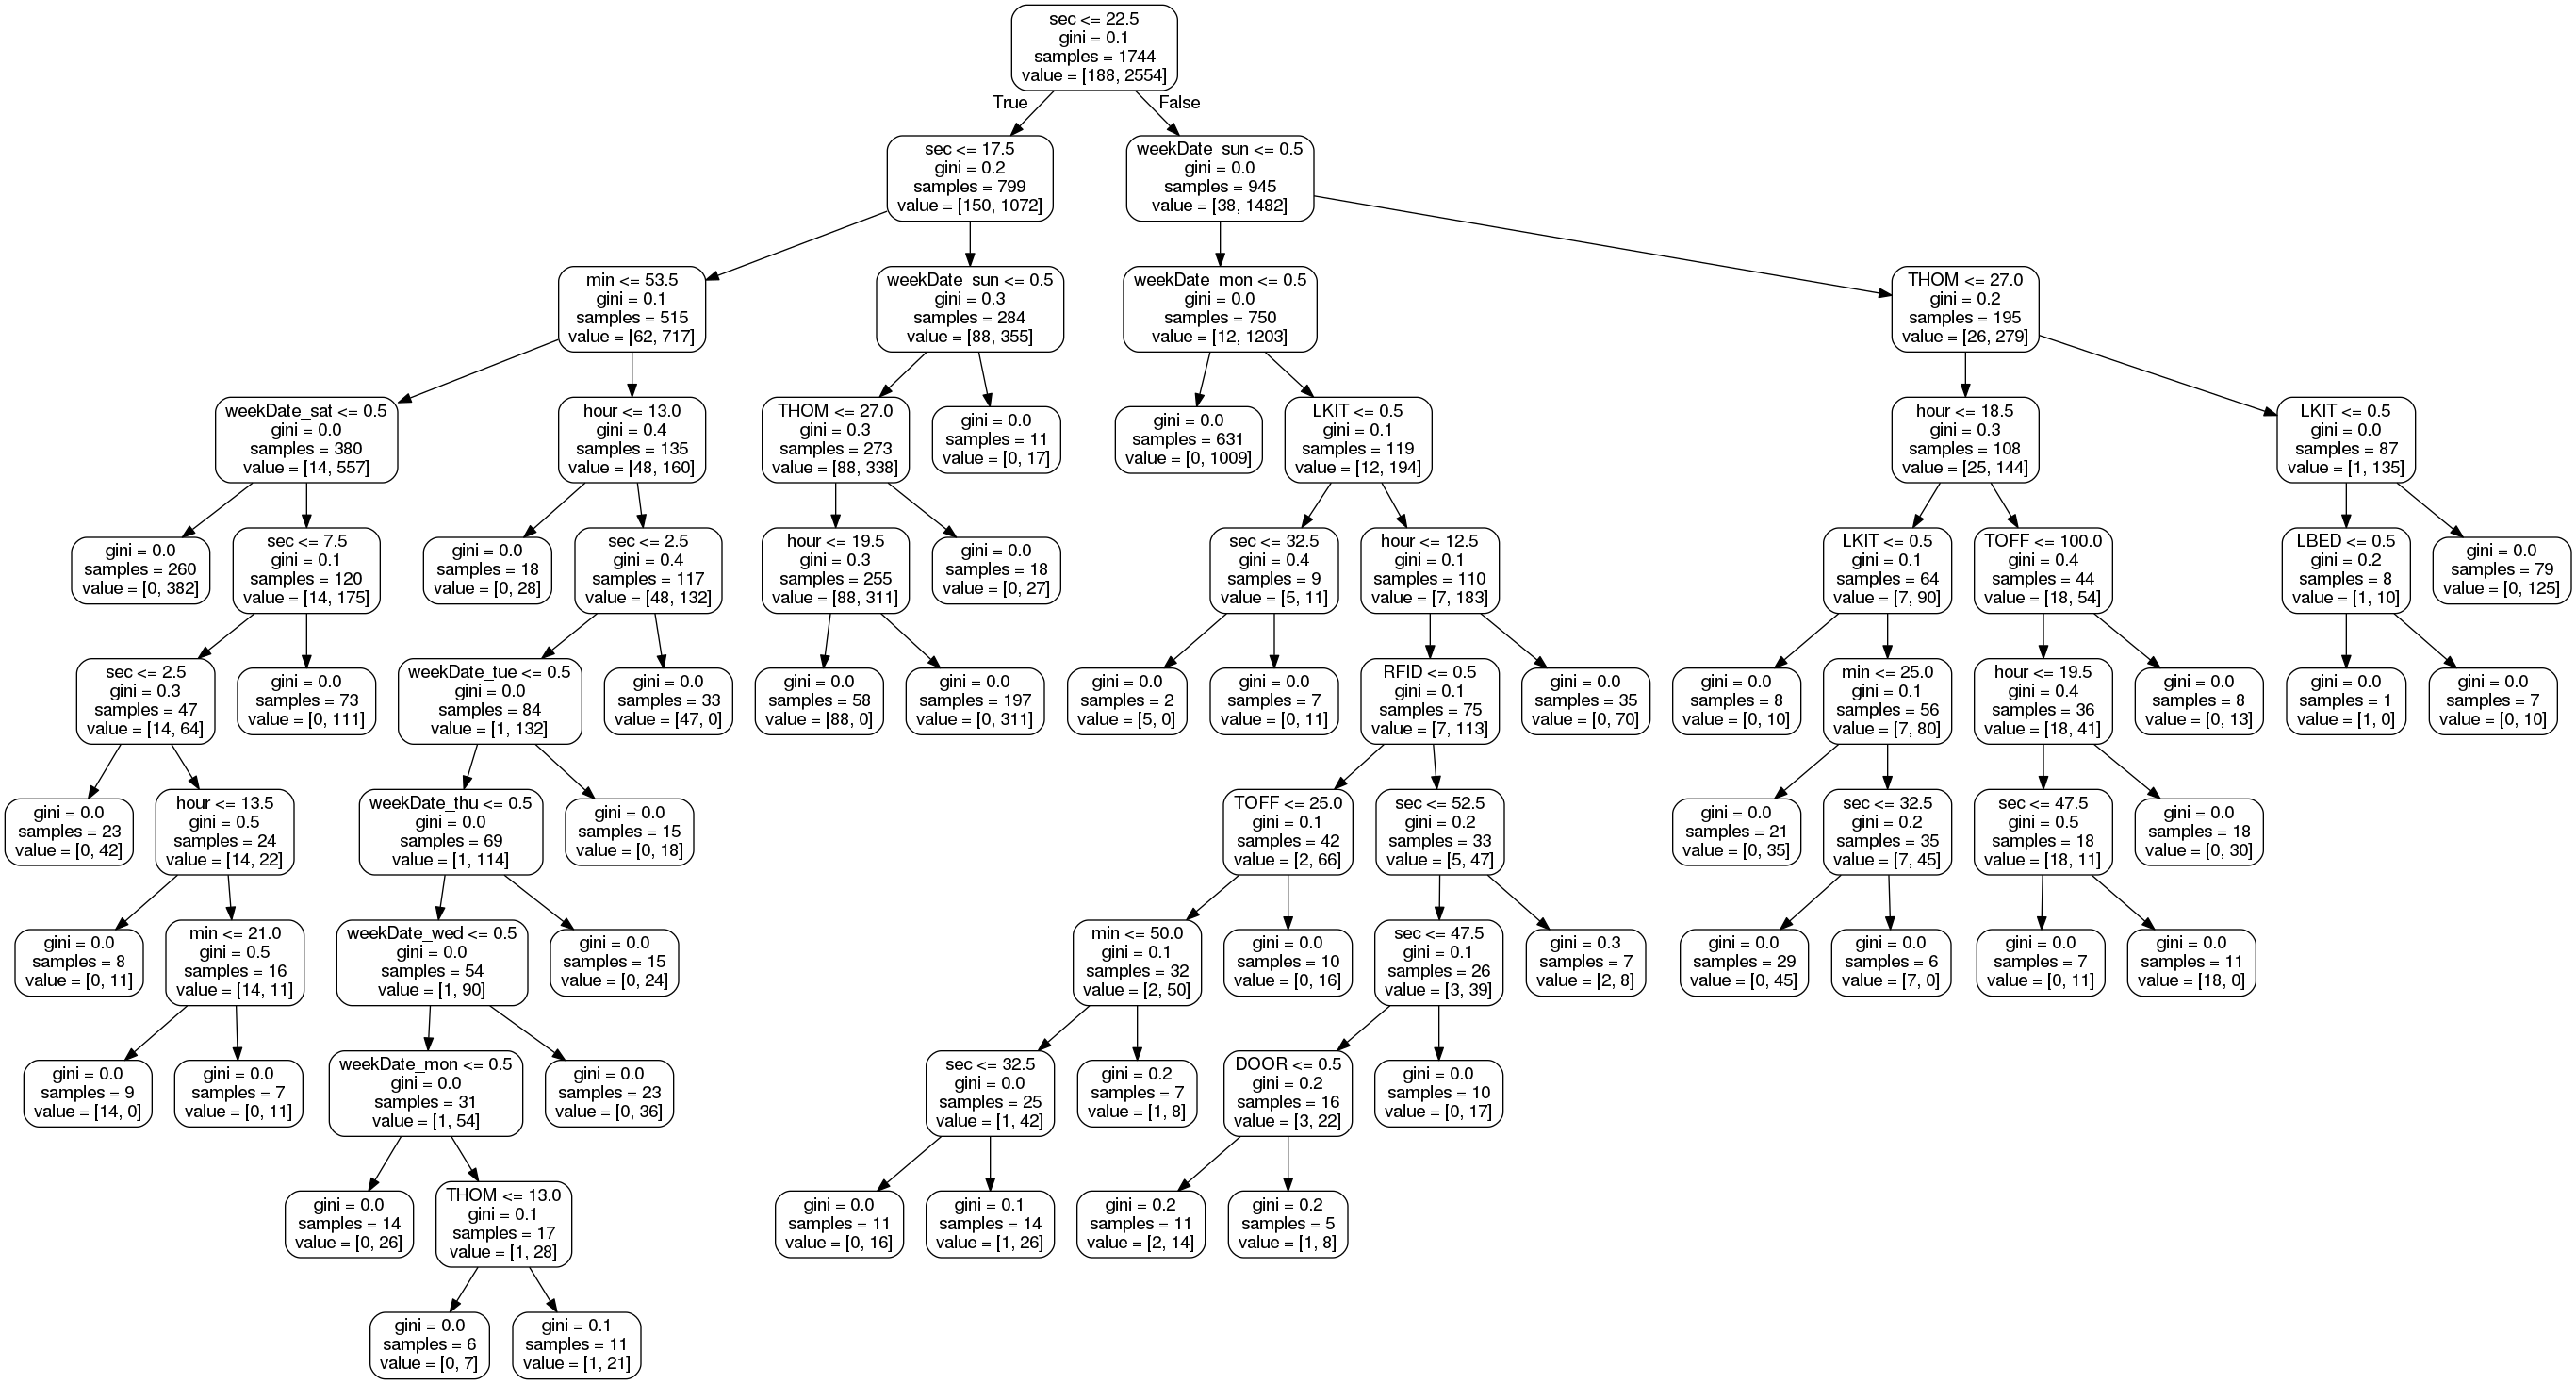 sec <= 22.5
gini = 0.1
samples = 1744
value = [188, 2554]
True
False
sec <= 17.5
gini = 0.2
samples = 799
value = [150, 1072]
weekDate_sun <= 0.5
gini = 0.0
samples = 945
value = [38, 1482]
min <= 53.5
gini = 0.1
samples = 515
value = [62, 717]
weekDate_sun <= 0.5
gini = 0.3
samples = 284
value = [88, 355]
weekDate_mon <= 0.5
gini = 0.0
samples = 750
value = [12, 1203]
THOM <= 27.0
gini = 0.2
samples = 195
value = [26, 279]
weekDate_sat <= 0.5
gini = 0.0
samples = 380
value = [14, 557]
hour <= 13.0
gini = 0.4
samples = 135
value = [48, 160]
THOM <= 27.0
gini = 0.3
samples = 273
value = [88, 338]
gini = 0.0
samples = 11
value = [0, 17]
gini = 0.0
samples = 631
value = [0, 1009]
LKIT <= 0.5
gini = 0.1
samples = 119
value = [12, 194]
hour <= 18.5
gini = 0.3
samples = 108
value = [25, 144]
LKIT <= 0.5
gini = 0.0
samples = 87
value = [1, 135]
gini = 0.0
samples = 260
value = [0, 382]
sec <= 7.5
gini = 0.1
samples = 120
value = [14, 175]
gini = 0.0
samples = 18
value = [0, 28]
sec <= 2.5
gini = 0.4
samples = 117
value = [48, 132]
hour <= 19.5
gini = 0.3
samples = 255
value = [88, 311]
gini = 0.0
samples = 18
value = [0, 27]
sec <= 32.5
gini = 0.4
samples = 9
value = [5, 11]
hour <= 12.5
gini = 0.1
samples = 110
value = [7, 183]
LKIT <= 0.5
gini = 0.1
samples = 64
value = [7, 90]
TOFF <= 100.0
gini = 0.4
samples = 44
value = [18, 54]
LBED <= 0.5
gini = 0.2
samples = 8
value = [1, 10]
gini = 0.0
samples = 79
value = [0, 125]
sec <= 2.5
gini = 0.3
samples = 47
value = [14, 64]
gini = 0.0
samples = 73
value = [0, 111]
weekDate_tue <= 0.5
gini = 0.0
samples = 84
value = [1, 132]
gini = 0.0
samples = 33
value = [47, 0]
gini = 0.0
samples = 58
value = [88, 0]
gini = 0.0
samples = 197
value = [0, 311]
gini = 0.0
samples = 2
value = [5, 0]
gini = 0.0
samples = 7
value = [0, 11]
RFID <= 0.5
gini = 0.1
samples = 75
value = [7, 113]
gini = 0.0
samples = 35
value = [0, 70]
gini = 0.0
samples = 8
value = [0, 10]
min <= 25.0
gini = 0.1
samples = 56
value = [7, 80]
hour <= 19.5
gini = 0.4
samples = 36
value = [18, 41]
gini = 0.0
samples = 8
value = [0, 13]
gini = 0.0
samples = 1
value = [1, 0]
gini = 0.0
samples = 7
value = [0, 10]
gini = 0.0
samples = 23
value = [0, 42]
hour <= 13.5
gini = 0.5
samples = 24
value = [14, 22]
weekDate_thu <= 0.5
gini = 0.0
samples = 69
value = [1, 114]
gini = 0.0
samples = 15
value = [0, 18]
TOFF <= 25.0
gini = 0.1
samples = 42
value = [2, 66]
sec <= 52.5
gini = 0.2
samples = 33
value = [5, 47]
gini = 0.0
samples = 21
value = [0, 35]
sec <= 32.5
gini = 0.2
samples = 35
value = [7, 45]
sec <= 47.5
gini = 0.5
samples = 18
value = [18, 11]
gini = 0.0
samples = 18
value = [0, 30]
gini = 0.0
samples = 8
value = [0, 11]
min <= 21.0
gini = 0.5
samples = 16
value = [14, 11]
weekDate_wed <= 0.5
gini = 0.0
samples = 54
value = [1, 90]
gini = 0.0
samples = 15
value = [0, 24]
min <= 50.0
gini = 0.1
samples = 32
value = [2, 50]
gini = 0.0
samples = 10
value = [0, 16]
sec <= 47.5
gini = 0.1
samples = 26
value = [3, 39]
gini = 0.3
samples = 7
value = [2, 8]
gini = 0.0
samples = 29
value = [0, 45]
gini = 0.0
samples = 6
value = [7, 0]
gini = 0.0
samples = 7
value = [0, 11]
gini = 0.0
samples = 11
value = [18, 0]
gini = 0.0
samples = 9
value = [14, 0]
gini = 0.0
samples = 7
value = [0, 11]
weekDate_mon <= 0.5
gini = 0.0
samples = 31
value = [1, 54]
gini = 0.0
samples = 23
value = [0, 36]
sec <= 32.5
gini = 0.0
samples = 25
value = [1, 42]
gini = 0.2
samples = 7
value = [1, 8]
DOOR <= 0.5
gini = 0.2
samples = 16
value = [3, 22]
gini = 0.0
samples = 10
value = [0, 17]
gini = 0.0
samples = 14
value = [0, 26]
THOM <= 13.0
gini = 0.1
samples = 17
value = [1, 28]
gini = 0.0
samples = 11
value = [0, 16]
gini = 0.1
samples = 14
value = [1, 26]
gini = 0.2
samples = 11
value = [2, 14]
gini = 0.2
samples = 5
value = [1, 8]
gini = 0.0
samples = 6
value = [0, 7]
gini = 0.1
samples = 11
value = [1, 21]